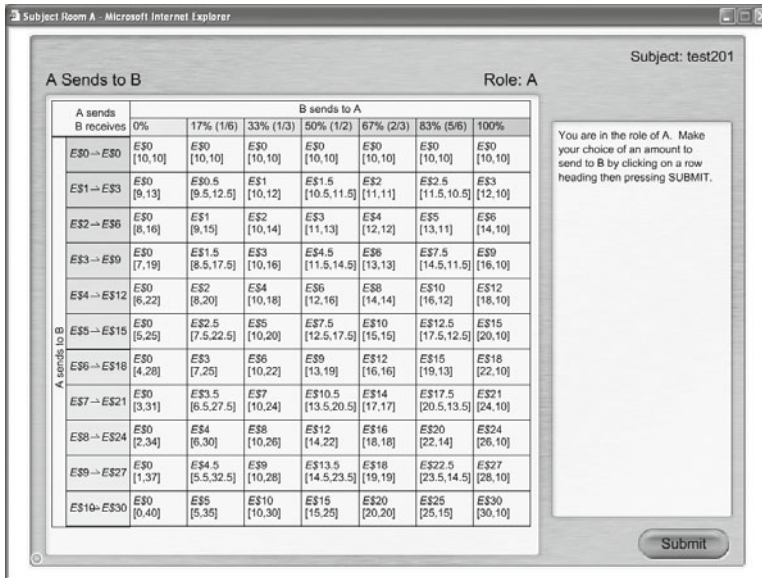 Subject Room A - Microsoft Internet Explorer
Subject: test201
A Sends to B
Role: A
A sends
B receives
B sends to A
0% 17% (1/6) 33% (1/3) 50% (1/2) 67% (2/3) 83% (5/6) 100%
A sends to B
E$0→E$0 E$0 E$0 E$0 E$0 E$0 E$0 E$0
[10,10] [10,10] [10,10] [10,10] [10,10] [10,10] [10,10]
E$1→E$3 E$0 E$0.5 E$1 E$1.5 E$2 E$2.5 E$3
[9,13] [9.5,12.5] [10,12] [10.5,11.5] [11,11] [11.5,10.5] [12,10]
E$2→E$6 E$0 E$1 E$2 E$3 E$4 E$5 E$6
[8,16] [9,15] [10,14] [11,13] [12,12] [13,11] [14,10]
E$3→E$9 E$0 E$1.5 E$3 E$4.5 E$6 E$7.5 E$9
[7,19] [8.5,17.5] [10,16] [11.5,14.5] [13,13] [14.5,11.5] [16,10]
E$4→E$12 E$0 E$2 E$4 E$6 E$8 E$10 E$12
[6,22] [8,20] [10,18] [12,16] [14,14] [16,12] [18,10]
E$5→E$15 E$0 E$2.5 E$5 E$7.5 E$10 E$12.5 E$15
[5,25] [7.5,22.5] [10,20] [12.5,17.5] [15,15] [17.5,12.5] [20,10]
E$6→E$18 E$0 E$3 E$6 E$9 E$12 E$15 E$18
[4,28] [7,25] [10,22] [13,19] [16,16] [19,13] [22,10]
E$7→E$21 E$0 E$3.5 E$7 E$10.5 E$14 E$17.5 E$21
[3,31] [6.5,27.5] [10,24] [13.5,20.5] [17,17] [20.5,13.5] [24,10]
E$8→E$24 E$0 E$4 E$8 E$12 E$16 E$20 E$24
[2,34] [6,30] [10,26] [14,22] [18,18] [22,14] [26,10]
E$9→E$27 E$0 E$4.5 E$9 E$13.5 E$18 E$22.5 E$27
[1,37] [5.5,32.5] [10,28] [14.5,23.5] [19,19] [23.5,14.5] [28,10]
E$10→E$30 E$0 E$5 E$10 E$15 E$20 E$25 E$30
[0,40] [5,35] [10,30] [15,25] [20,20] [25,15] [30,10]
You are in the role of A. Make
your choice of an amount to
send to B by clicking on a row
heading then pressing SUBMIT.
Submit